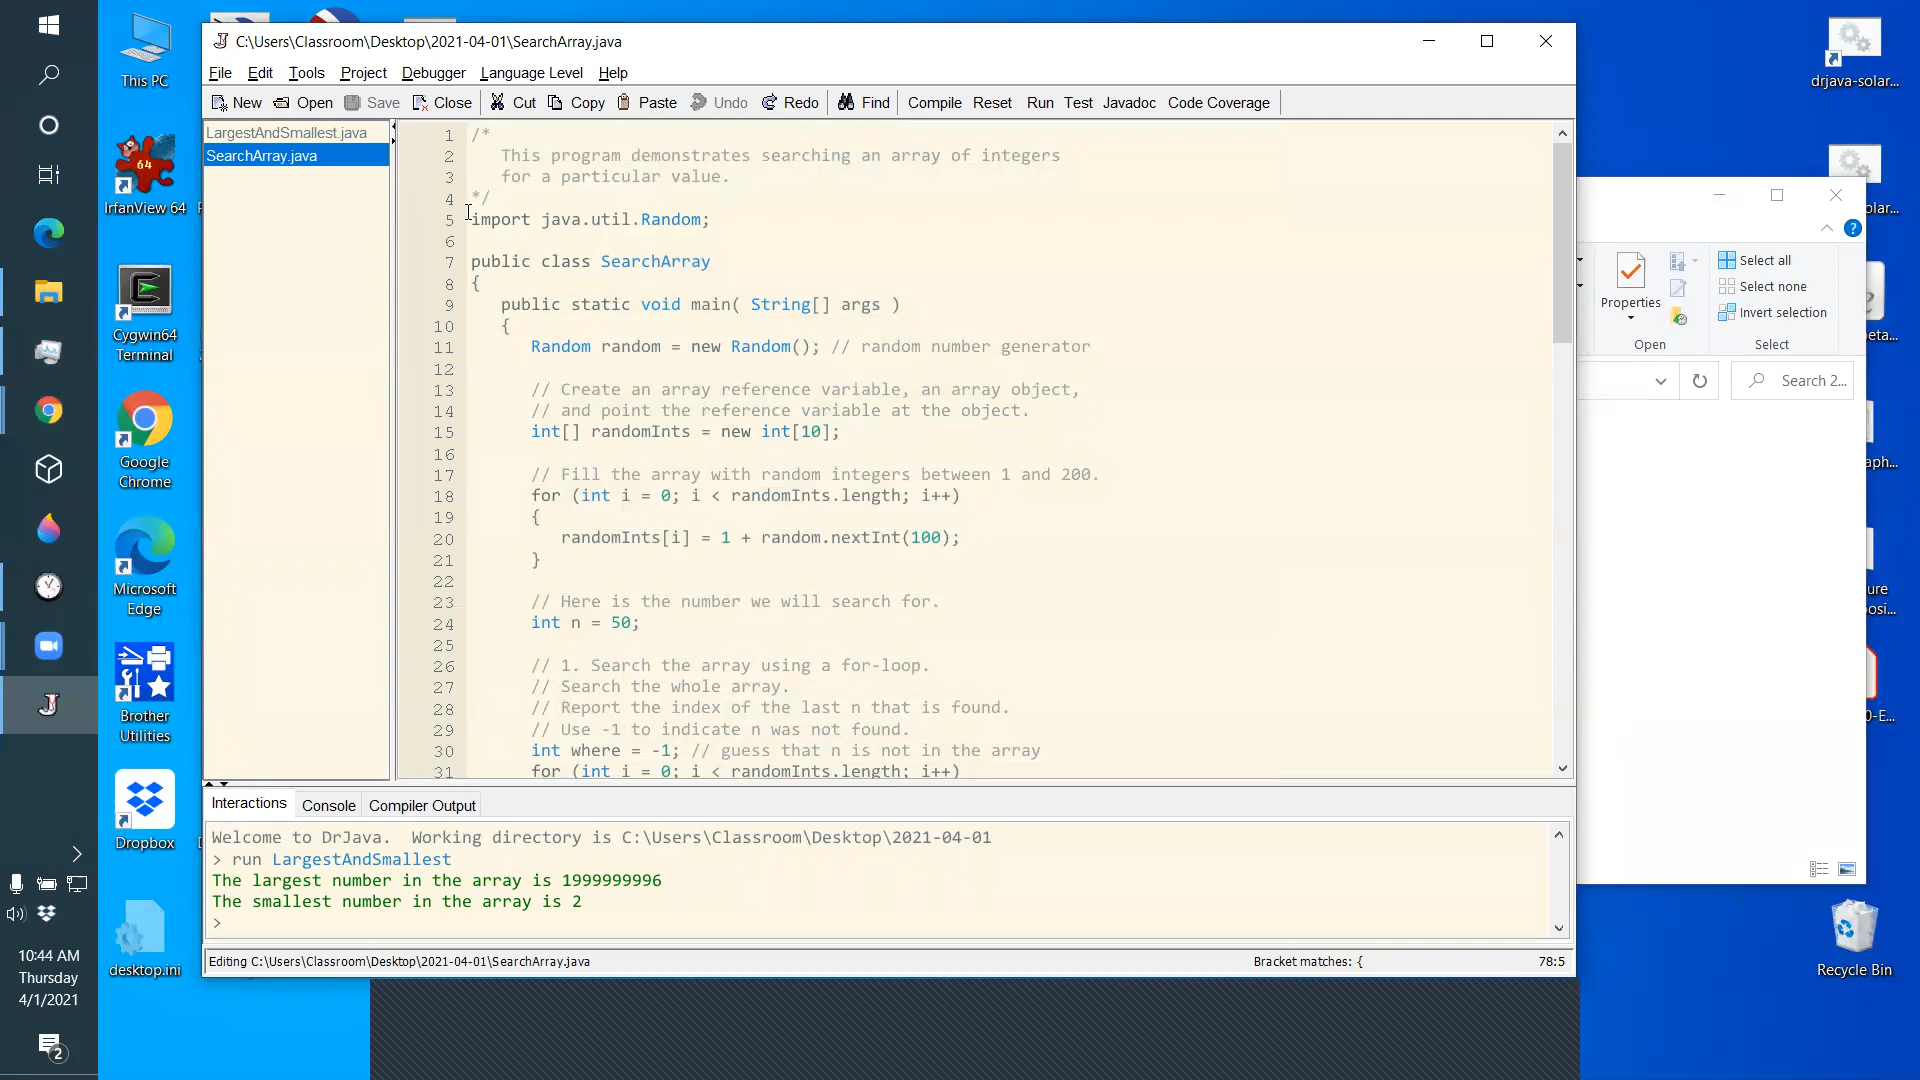 C:\Users\Classroom\Desktop\2021-04-01\SearchArray.java
File Edit Tools Project Debugger Language Level Help
New Open Save Close Cut Copy Paste Undo Redo Find Compile Reset Run Test Javadoc Code Coverage
LargestAndSmallest.java
SearchArray.java
1 /*
2 This program demonstrates searching an array of integers
3 for a particular value.
4 */
5 import java.util.Random;
6
7 public class SearchArray
8 {
9 public static void main( String[] args )
10 {
11 Random random = new Random(); // random number generator
12
13 // Create an array reference variable, an array object,
14 // and point the reference variable at the object.
15 int[] randomInts = new int[10];
16
17 // Fill the array with random integers between 1 and 200.
18 for (int i = 0; i < randomInts.length; i++)
19 {
20 randomInts[i] = 1 + random.nextInt(100);
21 }
22
23 // Here is the number we will search for.
24 int n = 50;
25
26 // 1. Search the array using a for-loop.
27 // Search the whole array.
28 // Report the index of the last n that is found.
29 // Use -1 to indicate n was not found.
30 int where = -1; // guess that n is not in the array
31 for (int i = 0; i < randomInts.length; i++)
Interactions Console Compiler Output
Welcome to DrJava. Working directory is C:\Users\Classroom\Desktop\2021-04-01
> run LargestAndSmallest
The largest number in the array is 1999999996
The smallest number in the array is 2
>
Editing C:\Users\Classroom\Desktop\2021-04-01\SearchArray.java Bracket matches: { 78:5
This PC
64
IrfanView 64
Cygwin64
Terminal
Google
Chrome
Microsoft
Edge
Brother
Utilities
Dropbox
desktop.ini
10:44 AM
Thursday
4/1/2021
2
drjava-solar...
olar...
?
Select all
Select none
Invert selection
Properties
Open
Select
Search 2...
eta...
aph...
ure
osi...
0-E...
Recycle Bin